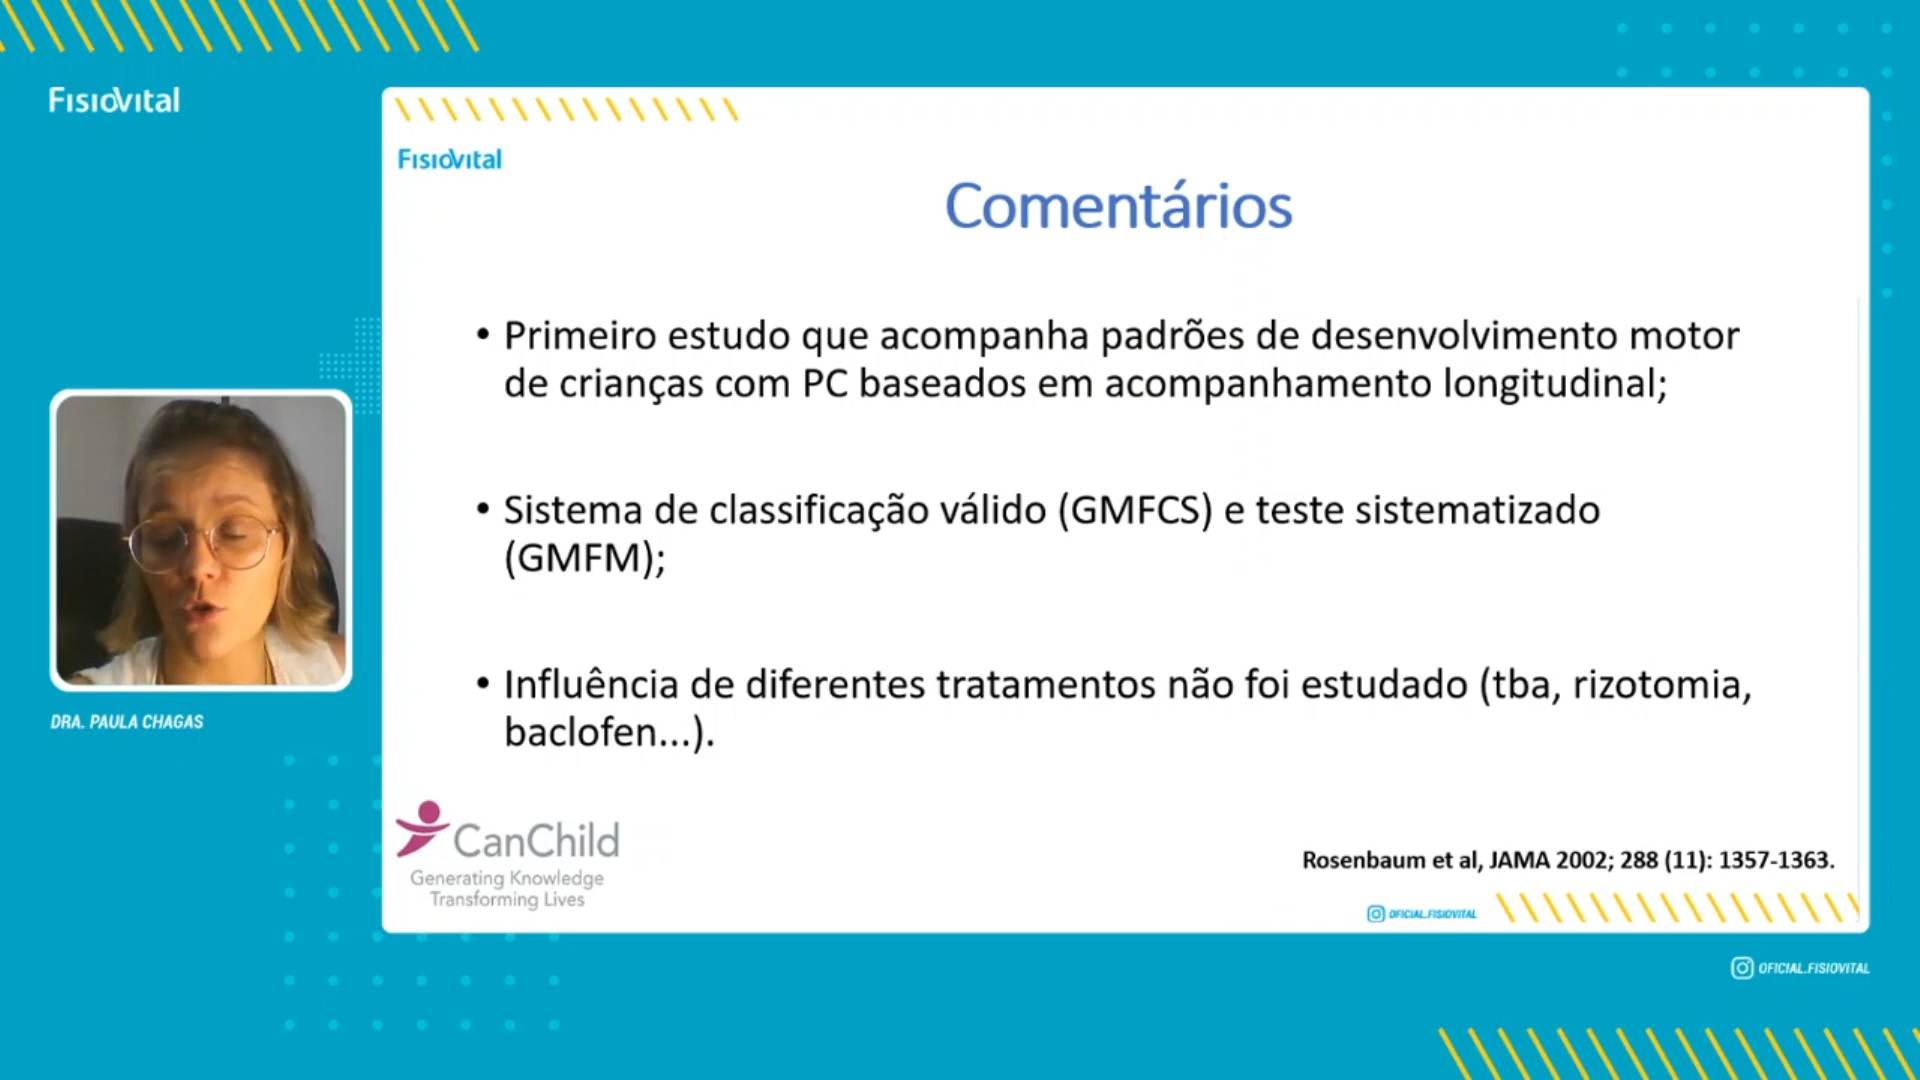 FisioVital
FisioVital
Comentários
• Primeiro estudo que acompanha padrões de desenvolvimento motor
de crianças com PC baseados em acompanhamento longitudinal;
• Sistema de classificação válido (GMFCS) e teste sistematizado
(GMFM);
• Influência de diferentes tratamentos não foi estudado (tba, rizotomia,
baclofen...).
DRA. PAULA CHAGAS
CanChild
Generating Knowledge
Transforming Lives
Rosenbaum et al, JAMA 2002; 288 (11): 1357-1363.
OFICIAL.FISIOVITAL
OFICIAL.FISIOVITAL